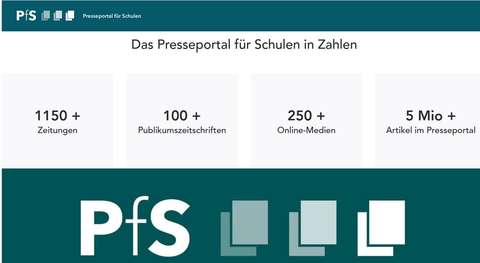 PfS Presseportal für Schulen
Das Presseportal für Schulen in Zahlen
1150 +
Zeitungen
100 +
Publikumszeitschriften
250 +
Online-Medien
5 Mio +
Artikel im Presseportal
PfS